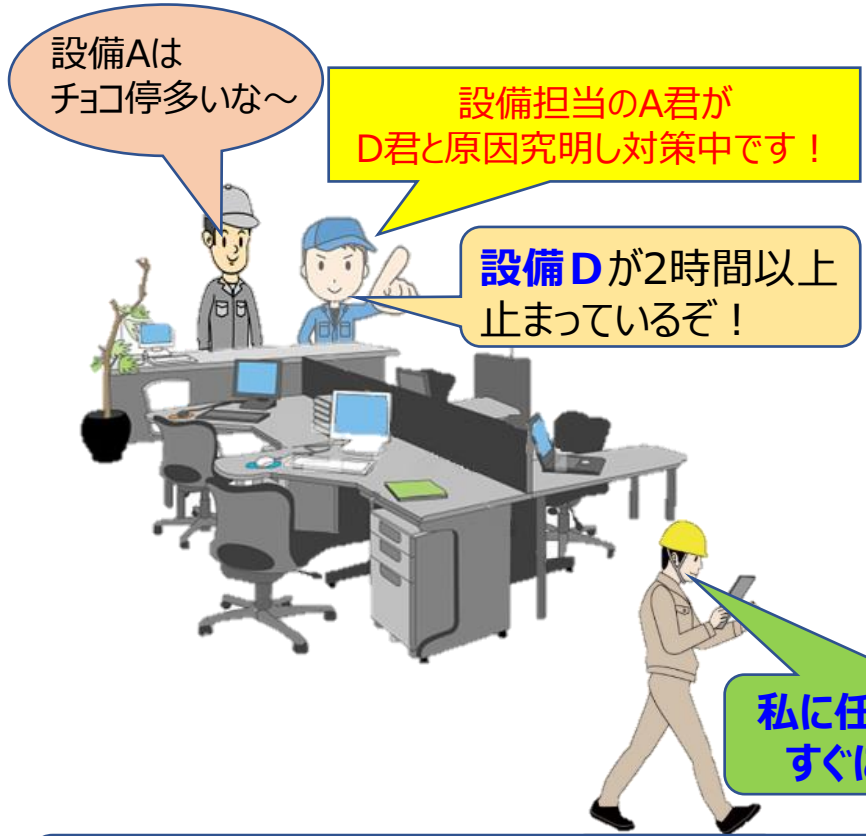 設備Aは
チョコ停多いな～
設備担当のA君が
D君と原因究明し対策中です！
設備Dが2時間以上
止まっているぞ！
私に任
すぐに